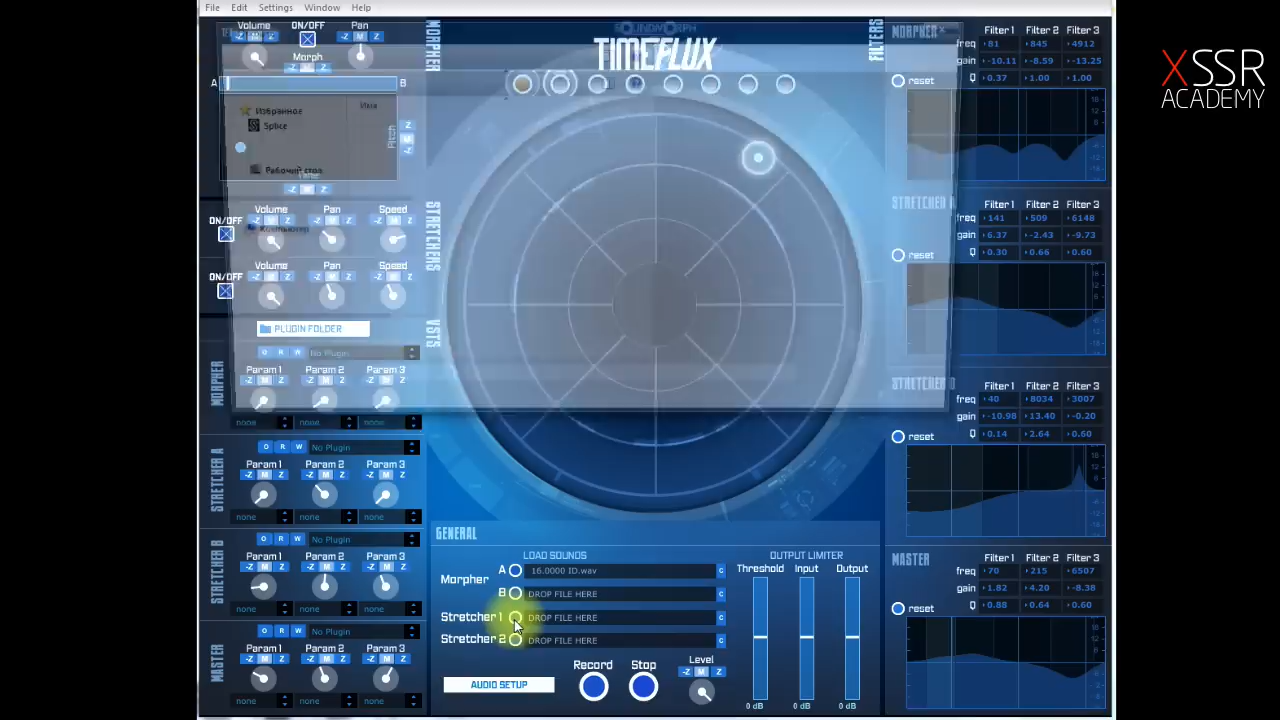 File Edit Settings Window Help
XSSR
ACADEMY
SOUNDMORPH
TIMEFLUX
Volume ON/OFF Pan
-Z M Z -Z M Z
Morph
-Z M Z
A B
MORPHER
Избранное
Имя
Splice
Рабочий стол
Pitch
Z
M
-Z
-Z M Z
Volume Pan Speed
-Z M Z -Z M Z -Z M Z
ON/OFF
Компьютер
Volume Pan Speed
ON/OFF
-Z M Z -Z M Z -Z M Z
STRETCHERS
PLUGIN FOLDER
VSTS
MORPHER
O R W No Plugin
Param 1 Param 2 Param 3
-Z M Z -Z M Z -Z M Z
none none none
STRETCHER A
O R W No Plugin
Param 1 Param 2 Param 3
-Z M Z -Z M Z -Z M Z
none none none
STRETCHER B
O R W No Plugin
Param 1 Param 2 Param 3
-Z M Z -Z M Z -Z M Z
none none none
MASTER
O R W No Plugin
Param 1 Param 2 Param 3
-Z M Z -Z M Z -Z M Z
none none none
GENERAL
LOAD SOUNDS
Morpher
A 16.0000 ID.wav C
B DROP FILE HERE C
Stretcher 1 DROP FILE HERE C
Stretcher 2 DROP FILE HERE C
AUDIO SETUP
Record Stop Level
-Z M Z
OUTPUT LIMITER
Threshold Input Output
0 dB 0 dB 0 dB
FILTERS
MORPHER
Filter 1 Filter 2 Filter 3
freq 81 845 4912
gain -10.11 -8.59 -13.25
Q 0.37 1.00 1.00
reset
STRETCHER
Filter 1 Filter 2 Filter 3
freq 141 509 6148
gain 6.37 -2.43 -9.73
Q 0.30 0.66 0.60
reset
STRETCHER
Filter 1 Filter 2 Filter 3
freq 40 8034 3007
gain -10.98 13.40 -0.20
Q 0.14 2.64 0.60
reset
MASTER
Filter 1 Filter 2 Filter 3
freq 70 215 6507
gain 1.82 4.20 -8.38
Q 0.88 0.64 0.60
reset